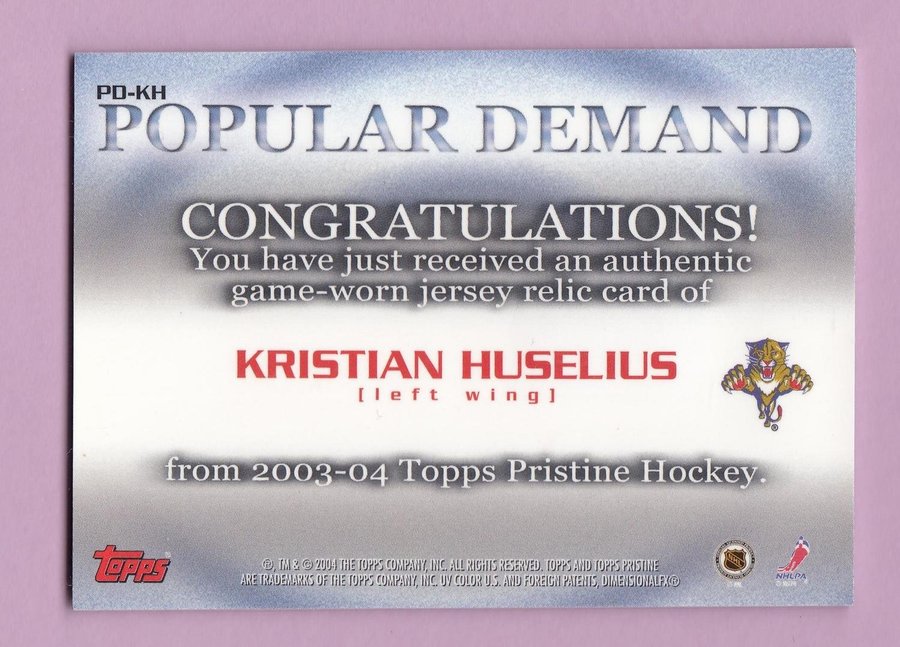 PD-KH
POPULAR DEMAND
CONGRATULATIONS!
You have just received an authentic
game-worn jersey relic card of
KRISTIAN HUSELIUS
[left wing]
from 2003-04 Topps Pristine Hockey.
Topps
®, TM & © 2004 THE TOPPS COMPANY, INC. ALL RIGHTS RESERVED. TOPPS AND TOPPS PRISTINE
ARE TRADEMARKS OF THE TOPPS COMPANY, INC. UV COLOR U.S. AND FOREIGN PATENTS, DIMENSIONALFX®
NHL
NHLPA